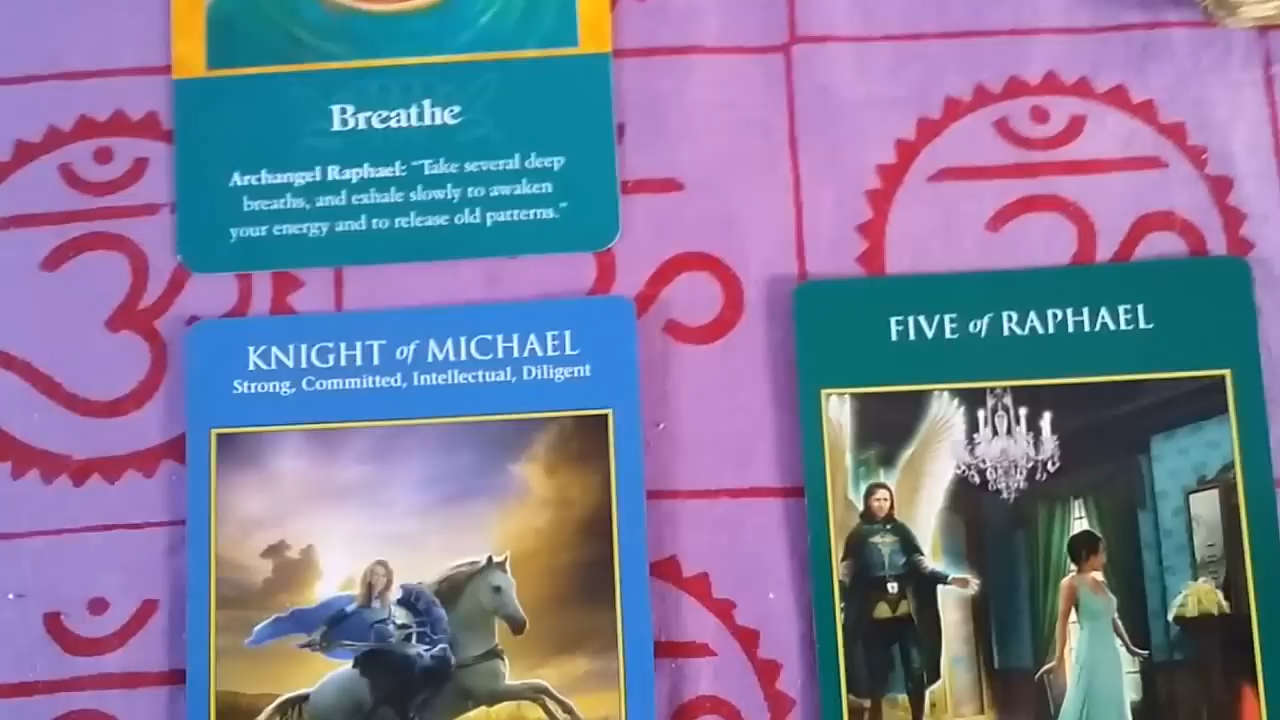 Breathe
Archangel Raphael: "Take several deep
breaths, and exhale slowly to awaken
your energy and to release old patterns."
KNIGHT of MICHAEL
Strong, Committed, Intellectual, Diligent
FIVE of RAPHAEL